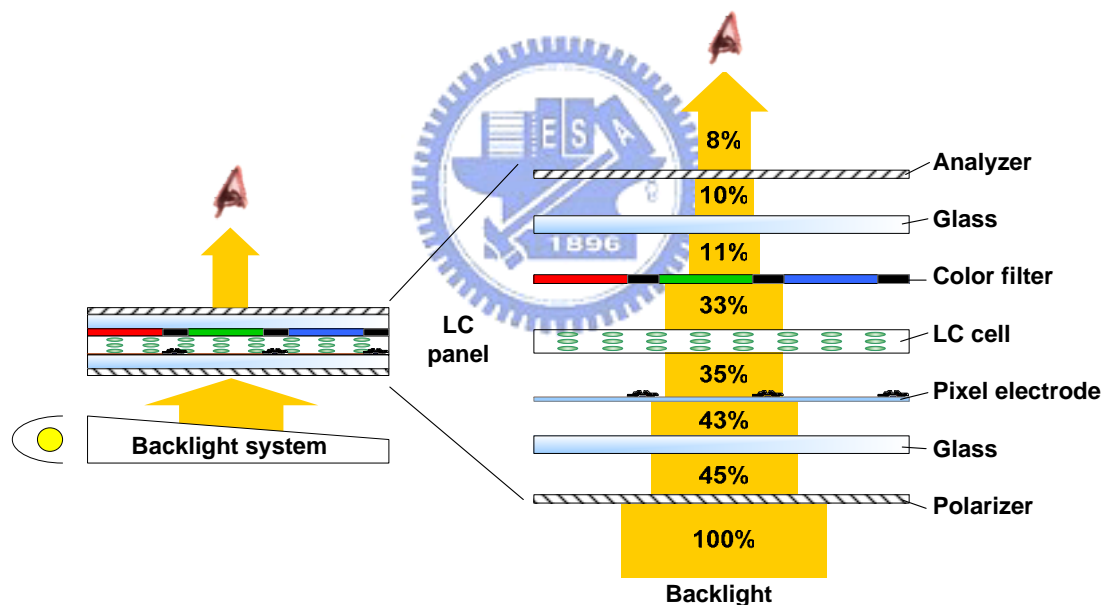 8%
Analyzer
10%
Glass
11%
Color filter
33%
LC cell
35%
Pixel electrode
43%
Glass
45%
Polarizer
100%
Backlight
LC
panel
Backlight system
E S A
1896